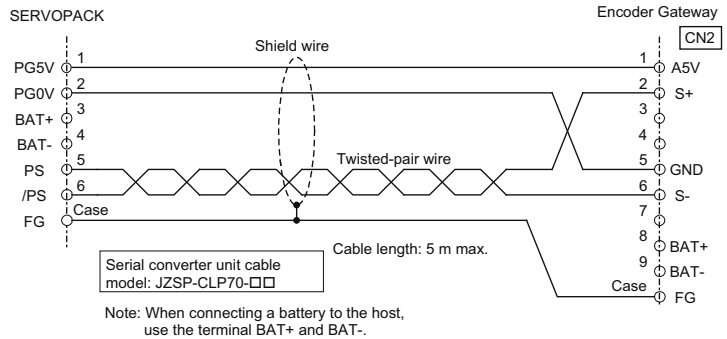 SERVOPACK
Encoder Gateway
CN2
Shield wire
PG5V 1 1 A5V
PG0V 2 2 S+
BAT+ 3 3
BAT- 4 4
PS 5 Twisted-pair wire 5 GND
/PS 6 6 S-
FG Case 7
Cable length: 5 m max.
8 BAT+
9 BAT-
Case FG
Serial converter unit cable
model: JZSP-CLP70-□□
Note: When connecting a battery to the host,
use the terminal BAT+ and BAT-.